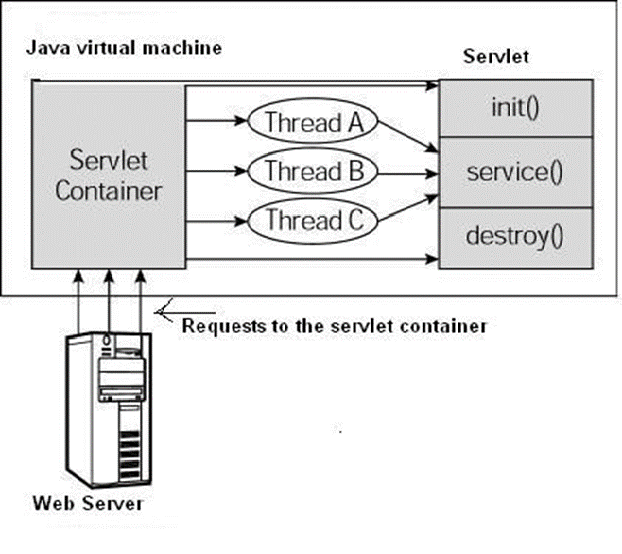 Java virtual machine
Servlet
Servlet
Container
Thread A
Thread B
Thread C
init()
service()
destroy()
Requests to the servlet container
Web Server